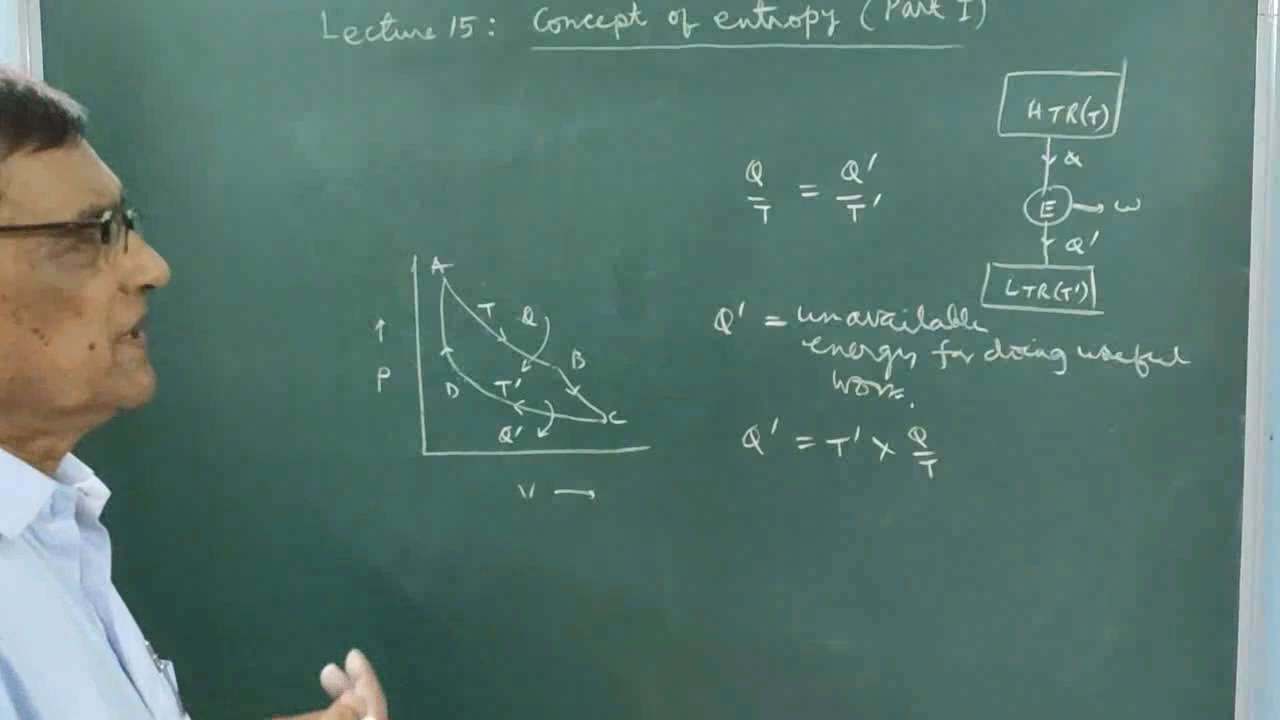 Lecture 15: Concept of entropy (Part I)
HTR(T)
Q
E → W
Q'
LTR(T')
Q/T = Q'/T'
Q' = unavailable
energy for doing useful
work.
Q' = T' × Q/T
A
T
Q
B
↑
P
D
T'
C
Q'
V →